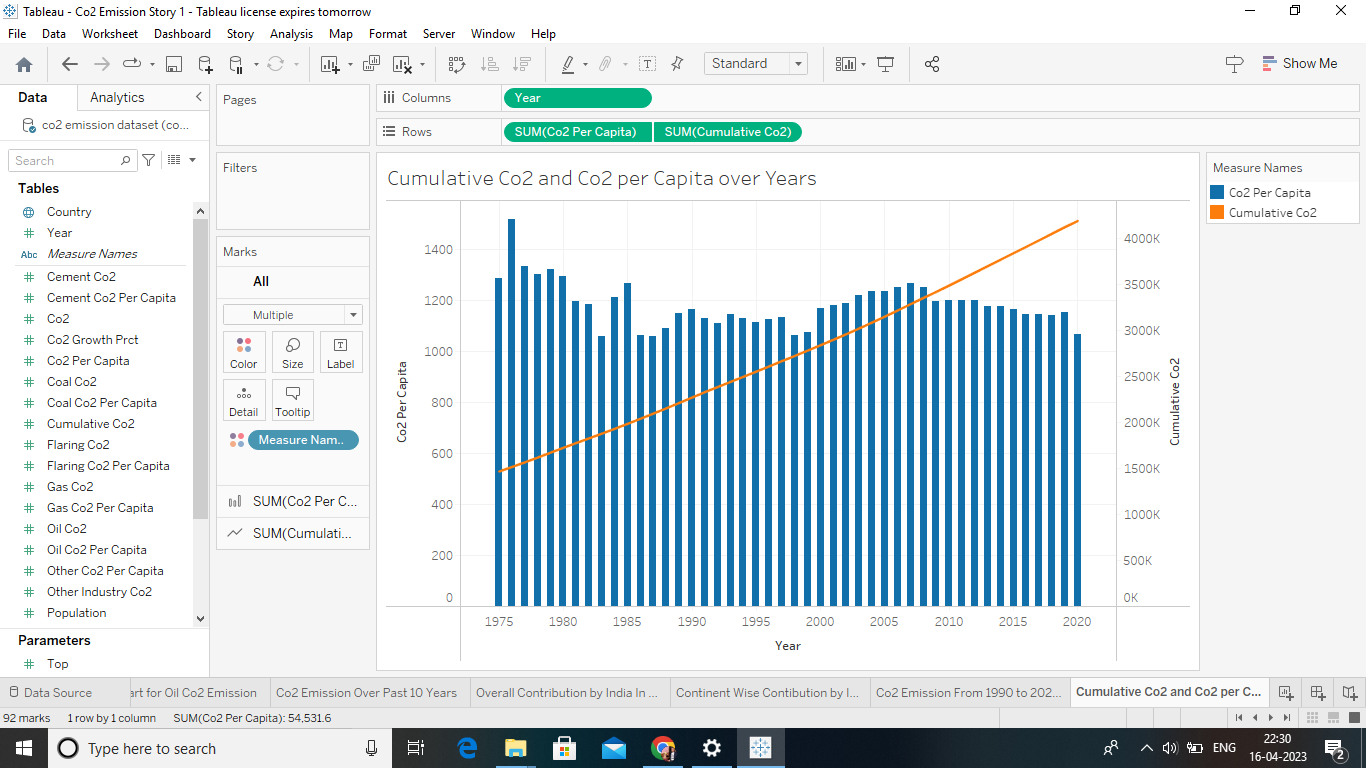 Tableau - Co2 Emission Story 1 - Tableau license expires tomorrow
File Data Worksheet Dashboard Story Analysis Map Format Server Window Help
Standard
Show Me
Data Analytics
co2 emission dataset (co...
Search
Tables
Country
Year
Abc Measure Names
Cement Co2
Cement Co2 Per Capita
Co2
Co2 Growth Prct
Co2 Per Capita
Coal Co2
Coal Co2 Per Capita
Cumulative Co2
Flaring Co2
Flaring Co2 Per Capita
Gas Co2
Gas Co2 Per Capita
Oil Co2
Oil Co2 Per Capita
Other Co2 Per Capita
Other Industry Co2
Population
Parameters
Top
Pages
Filters
Marks
All
Multiple
Color Size Label
Detail Tooltip
Measure Nam..
SUM(Co2 Per C...
SUM(Cumulati...
Columns Year
Rows SUM(Co2 Per Capita) SUM(Cumulative Co2)
Cumulative Co2 and Co2 per Capita over Years
Co2 Per Capita
1400
1200
1000
800
600
400
200
0
4000K
3500K
3000K
2500K
2000K
1500K
1000K
500K
0K
Cumulative Co2
1975 1980 1985 1990 1995 2000 2005 2010 2015 2020
Year
Measure Names
Co2 Per Capita
Cumulative Co2
Data Source art for Oil Co2 Emission Co2 Emission Over Past 10 Years Overall Contribution by India In ... Continent Wise Contibution by I... Co2 Emission From 1990 to 202... Cumulative Co2 and Co2 per C...
92 marks 1 row by 1 column SUM(Co2 Per Capita): 54,531.6
Type here to search
ENG
22:30
16-04-2023
2